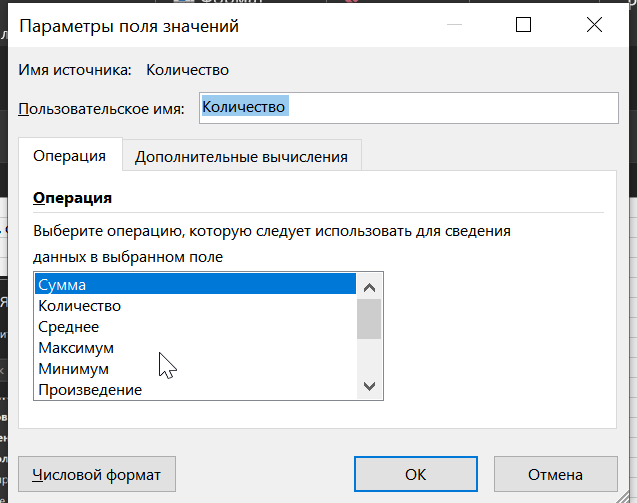 Параметры поля значений
Имя источника: Количество
Пользовательское имя: Количество
Операция Дополнительные вычисления
Операция
Выберите операцию, которую следует использовать для сведения
данных в выбранном поле
Сумма
Количество
Среднее
Максимум
Минимум
Произведение
Числовой формат OK Отмена